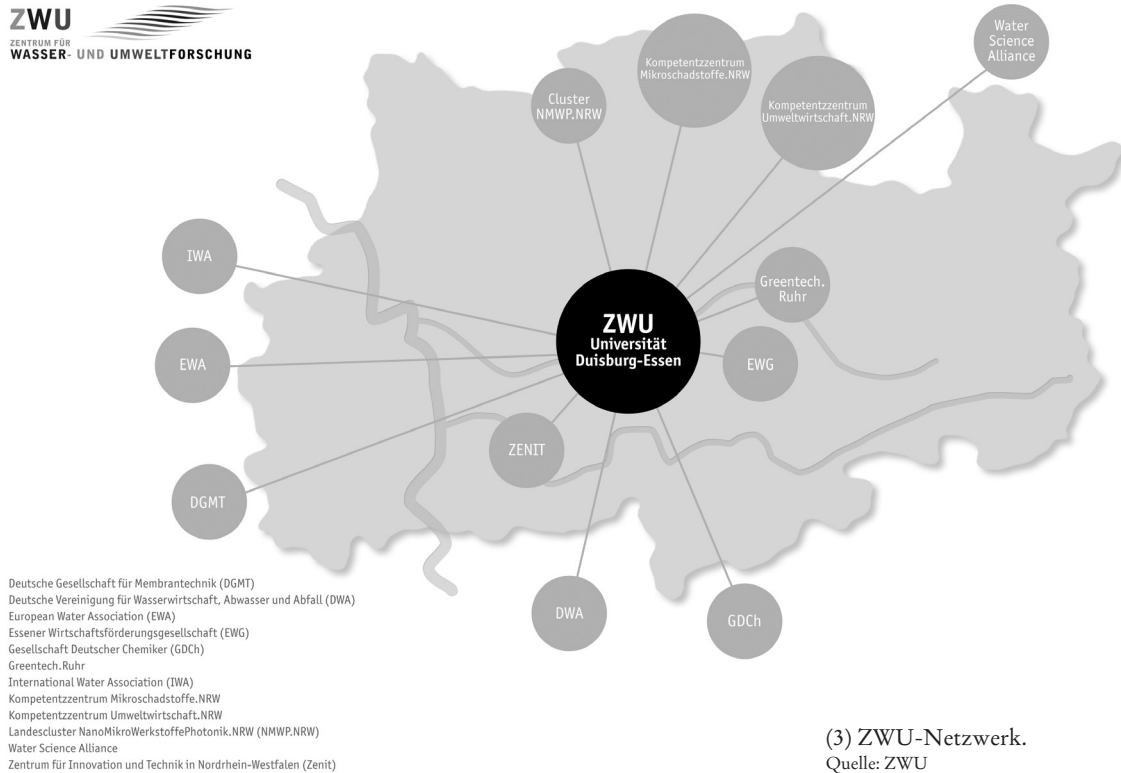 ZWU
ZENTRUM FÜR
WASSER- UND UMWELTFORSCHUNG
Water
Science
Alliance
Kompetentzzentrum
Mikroschadstoffe.NRW
Cluster
NMWP.NRW
Kompetentzzentrum
Umweltwirtschaft.NRW
IWA
Greentech.
Ruhr
ZWU
Universität
Duisburg-Essen
EWA
EWG
ZENIT
DGMT
DWA
GDCh
Deutsche Gesellschaft für Membrantechnik (DGMT)
Deutsche Vereinigung für Wasserwirtschaft, Abwasser und Abfall (DWA)
European Water Association (EWA)
Essener Wirtschaftsförderungsgesellschaft (EWG)
Gesellschaft Deutscher Chemiker (GDCh)
Greentech.Ruhr
International Water Association (IWA)
Kompetentzzentrum Mikroschadstoffe.NRW
Kompetentzzentrum Umweltwirtschaft.NRW
Landescluster NanoMikroWerkstoffePhotonik.NRW (NMWP.NRW)
Water Science Alliance
Zentrum für Innovation und Technik in Nordrhein-Westfalen (Zenit)
(3) ZWU-Netzwerk.
Quelle: ZWU